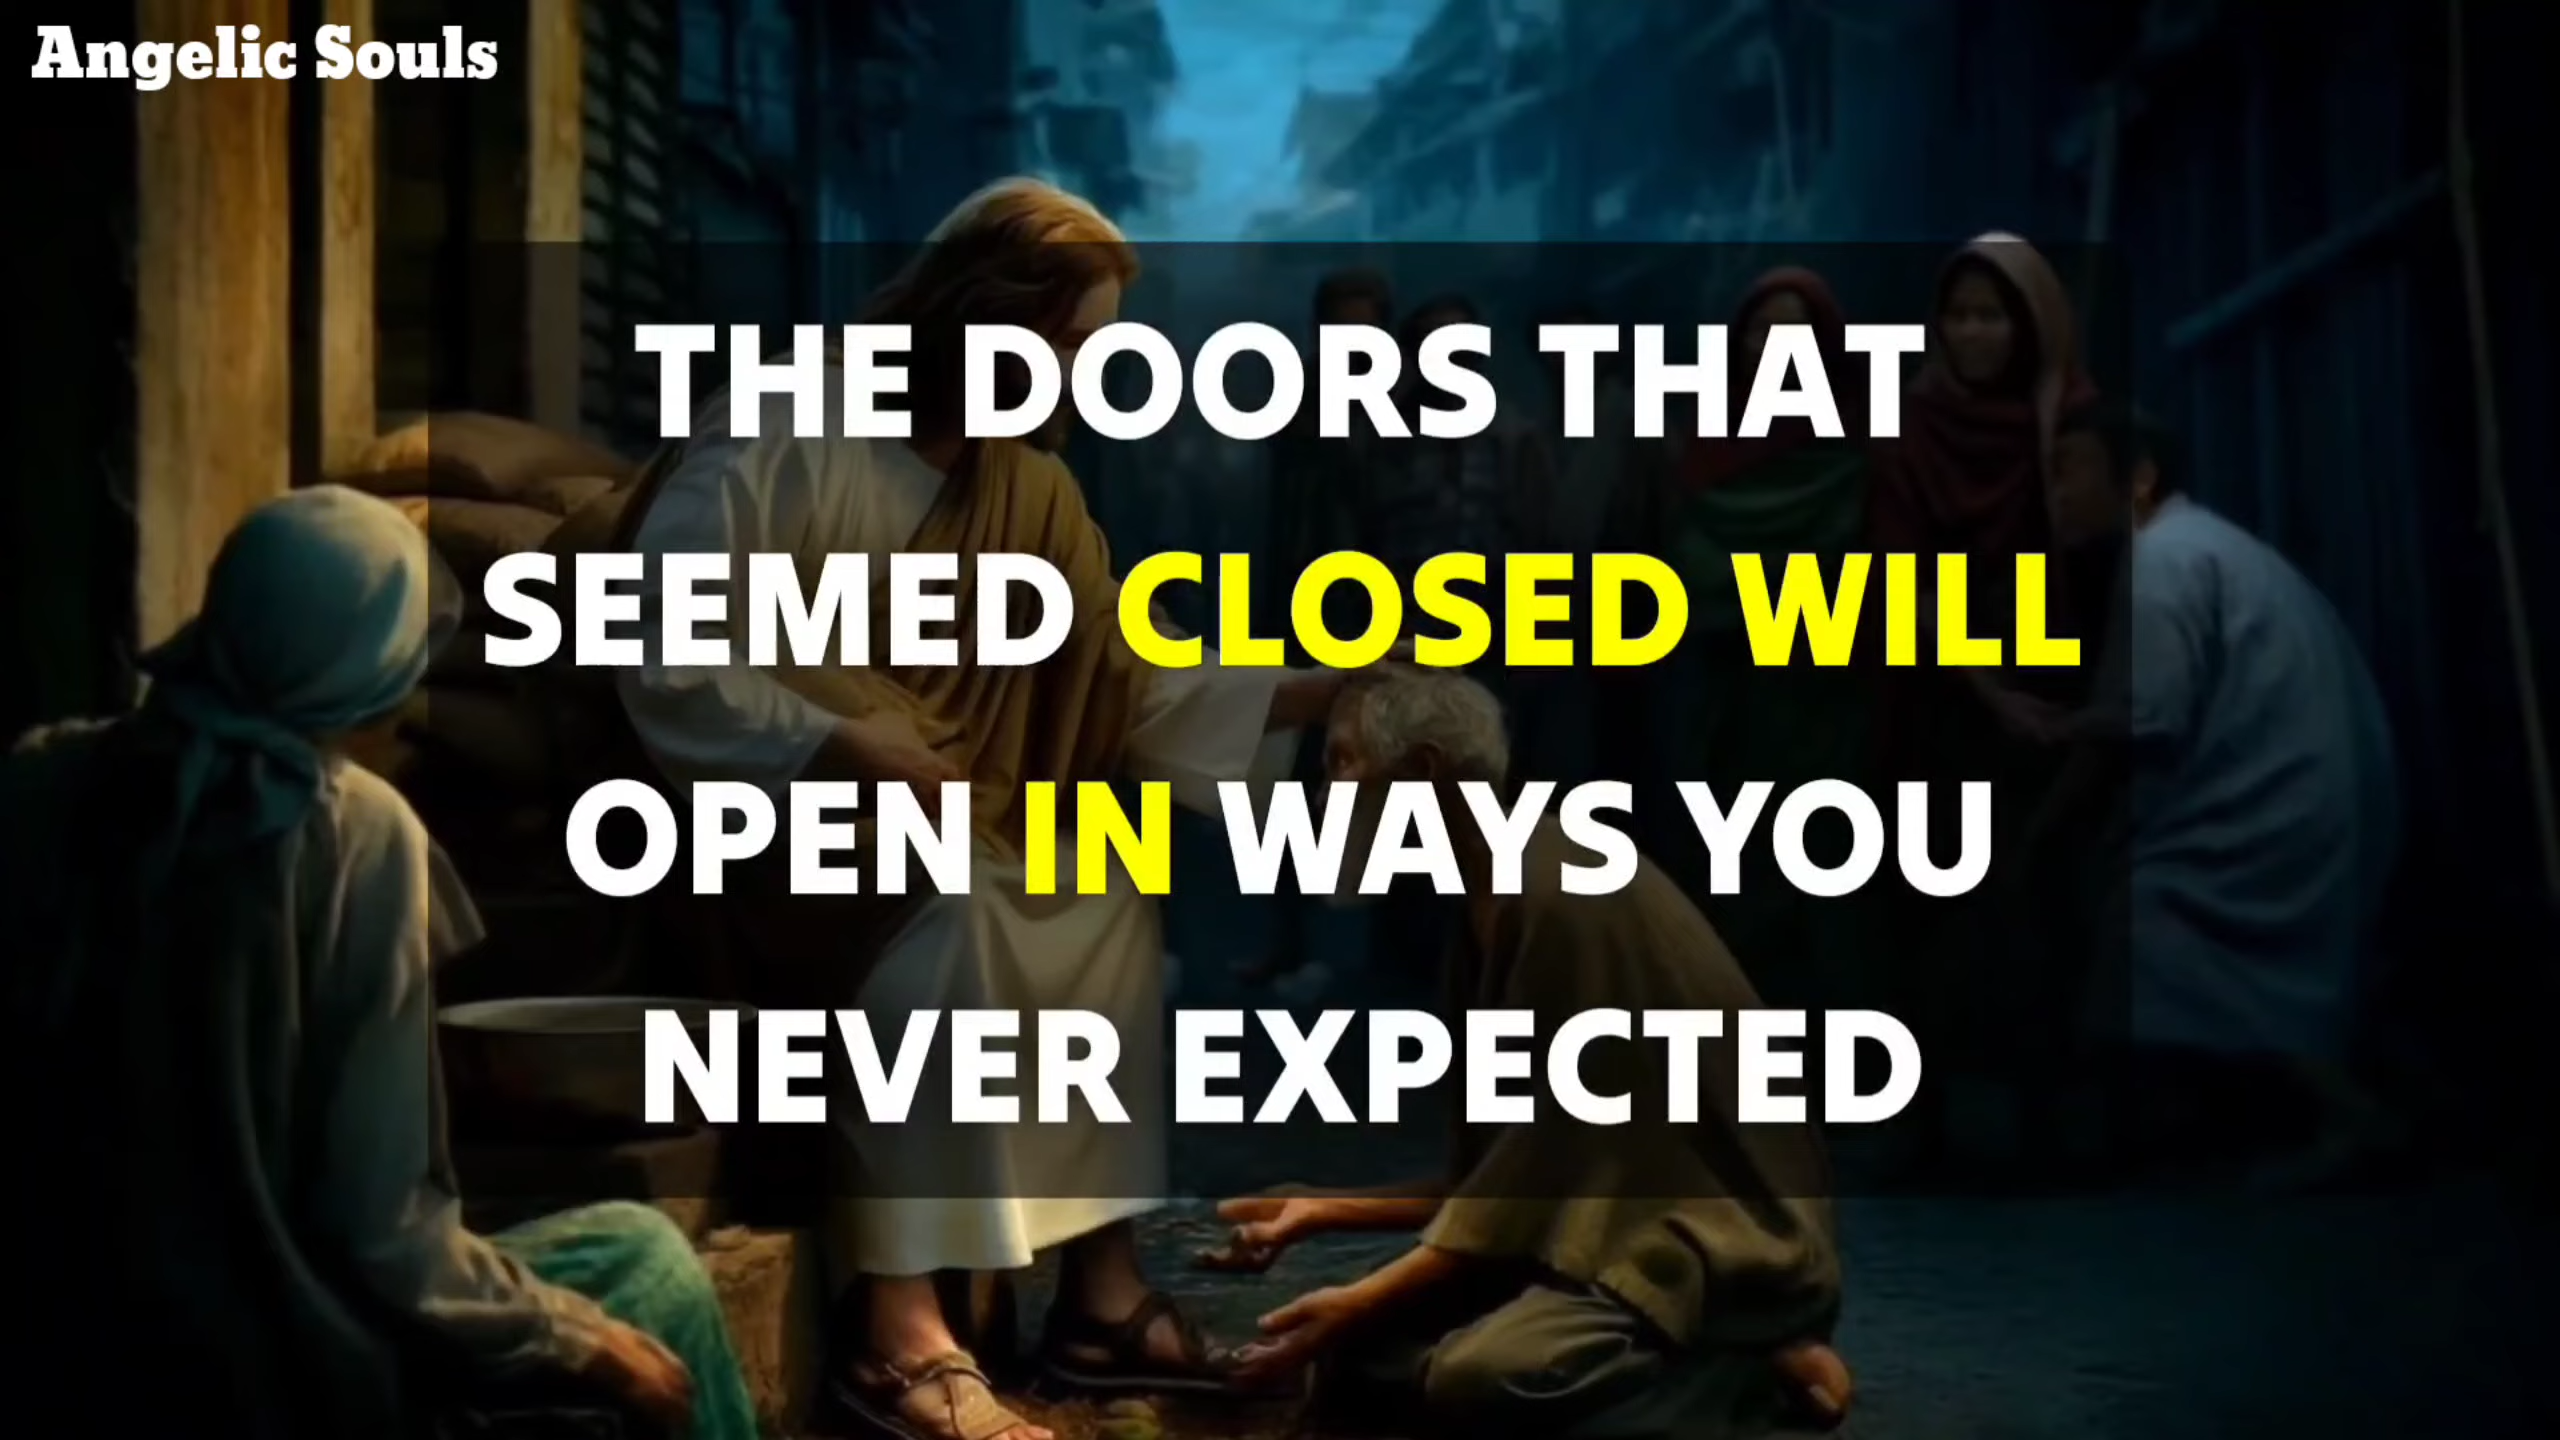 Angelic Souls
THE DOORS THAT
SEEMED CLOSED WILL
OPEN IN WAYS YOU
NEVER EXPECTED